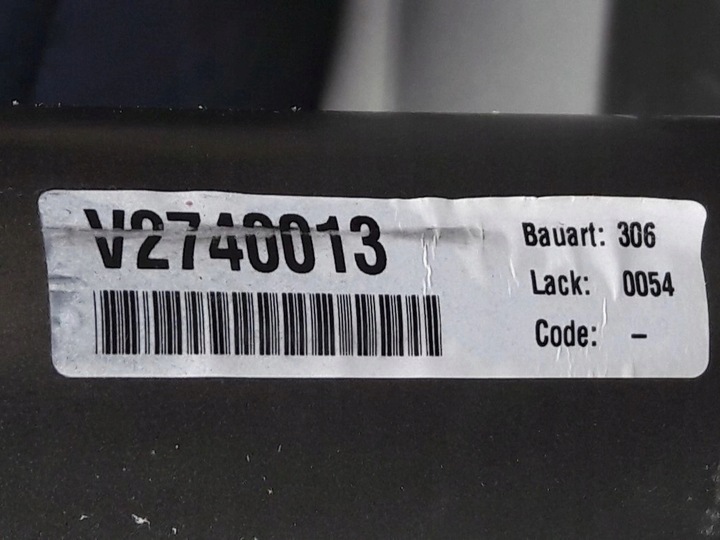 V2740013
Bauart: 306
Lack: 0054
Code: –